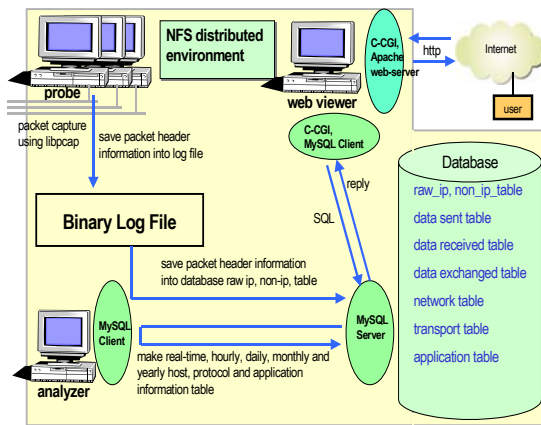 NFS distributed
environment
C-CGI,
Apache
web-server
http
Internet
user
probe
web viewer
packet capture
using libpcap
save packet header
information into log file
C-CGI,
MySQL Client
reply
SQL
Binary Log File
save packet header information
into database raw ip, non-ip, table
MySQL
Client
MySQL
Server
make real-time, hourly, daily, monthly and
yearly host, protocol and application
information table
analyzer
Database
raw_ip, non_ip_table
data sent table
data received table
data exchanged table
network table
transport table
application table